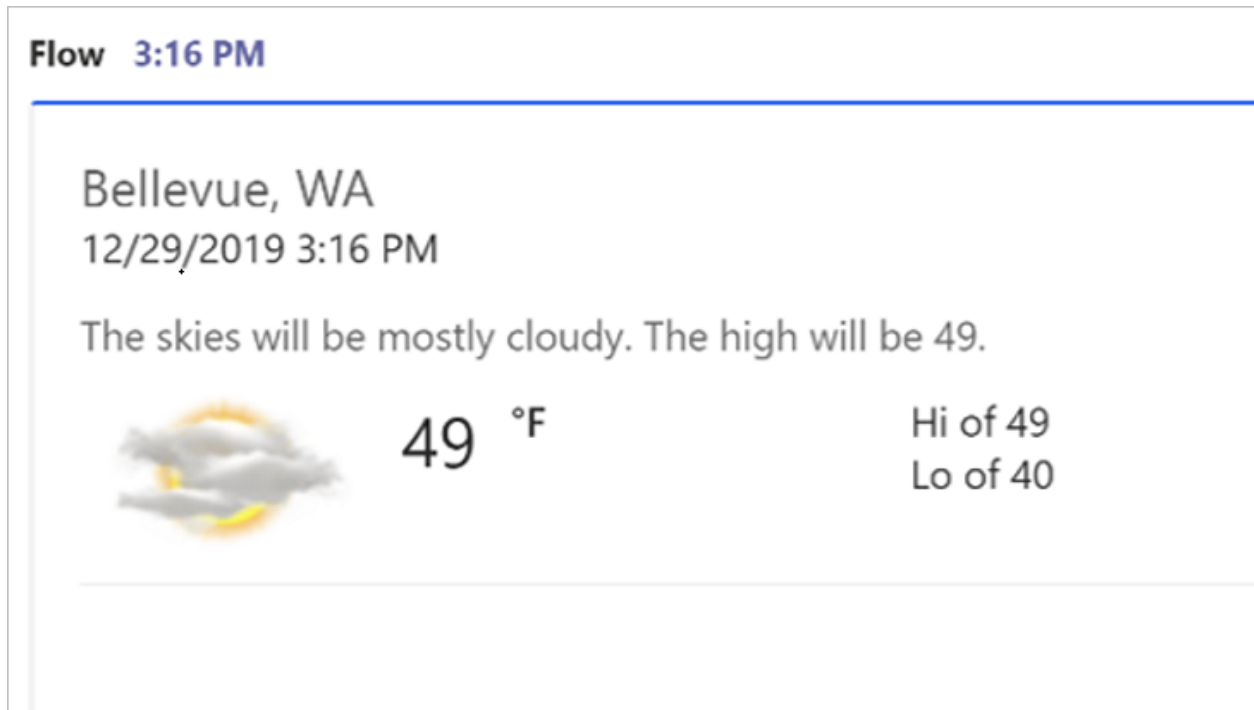 Flow 3:16 PM
Bellevue, WA
12/29/2019 3:16 PM
The skies will be mostly cloudy. The high will be 49.
49 °F
Hi of 49
Lo of 40